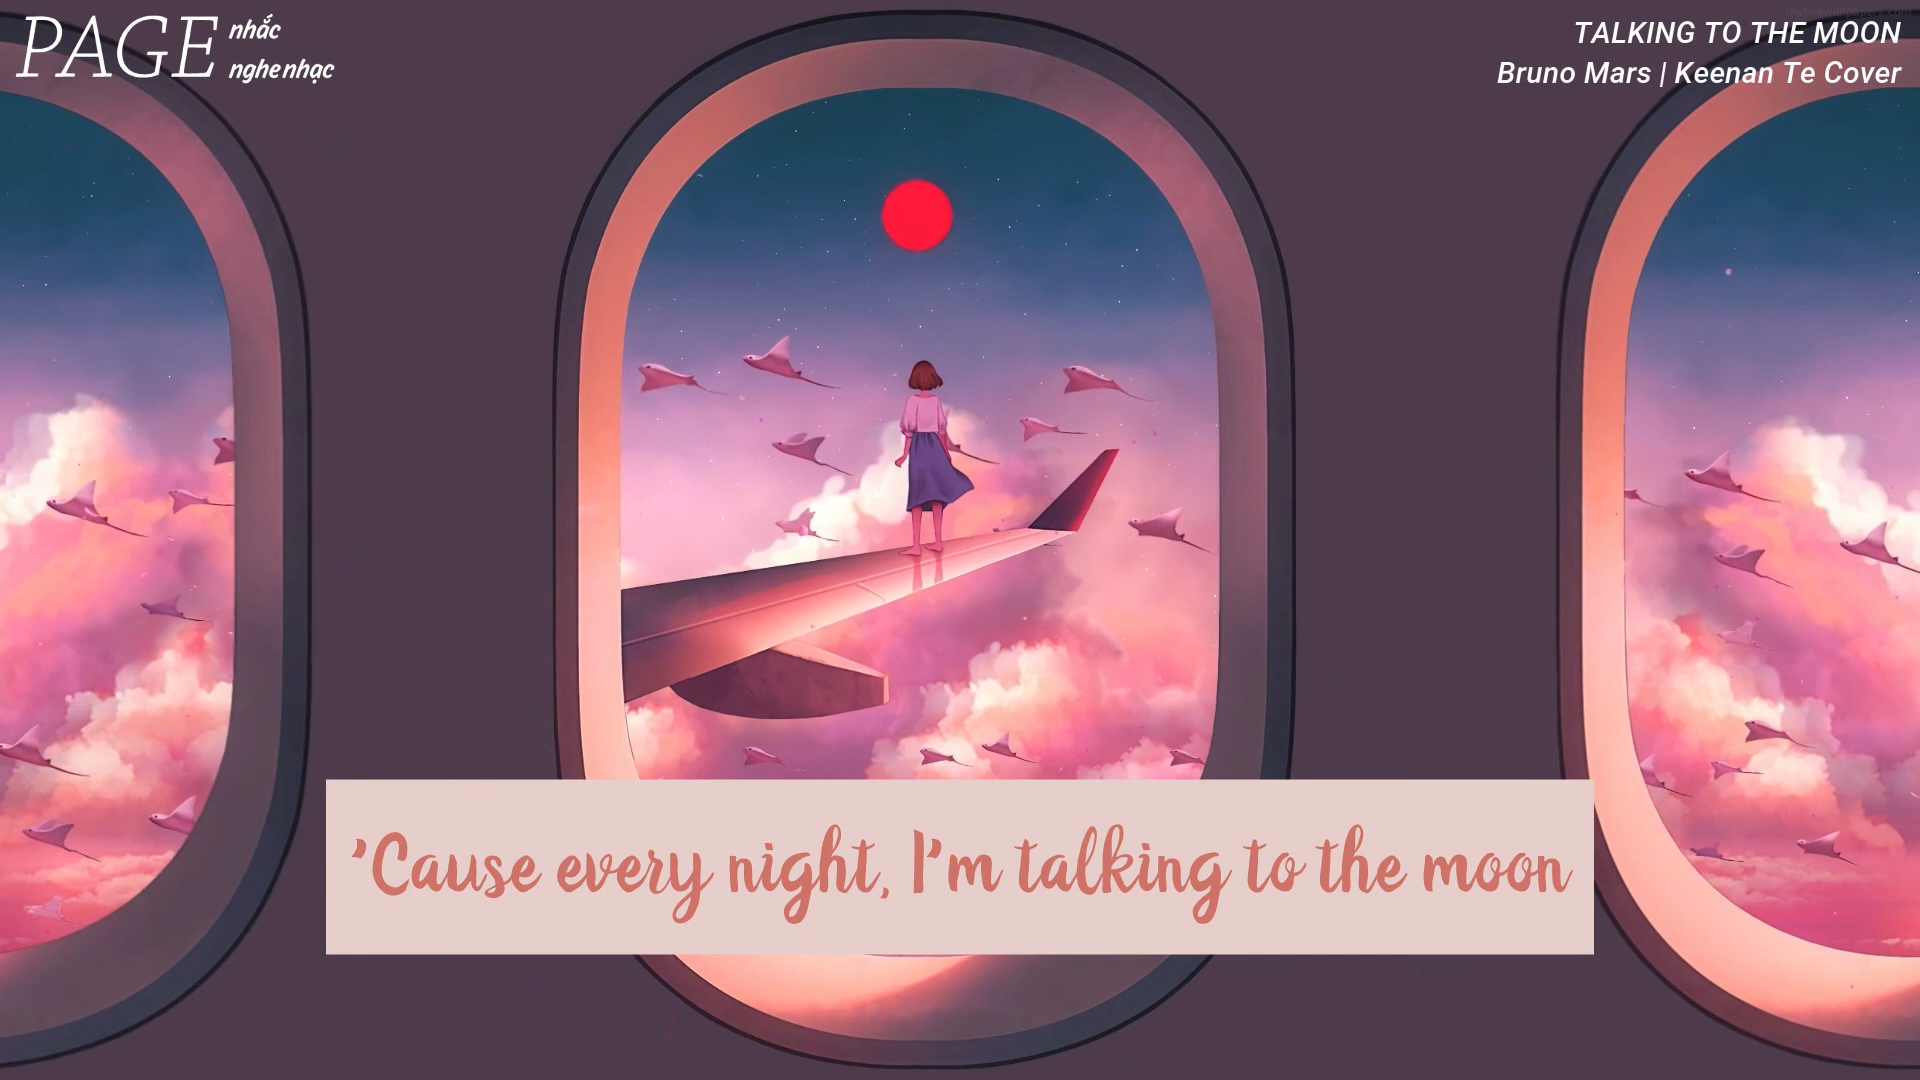 PAGE nhắc
nghe nhạc
TALKING TO THE MOON
Bruno Mars | Keenan Te Cover
'Cause every night, I'm talking to the moon